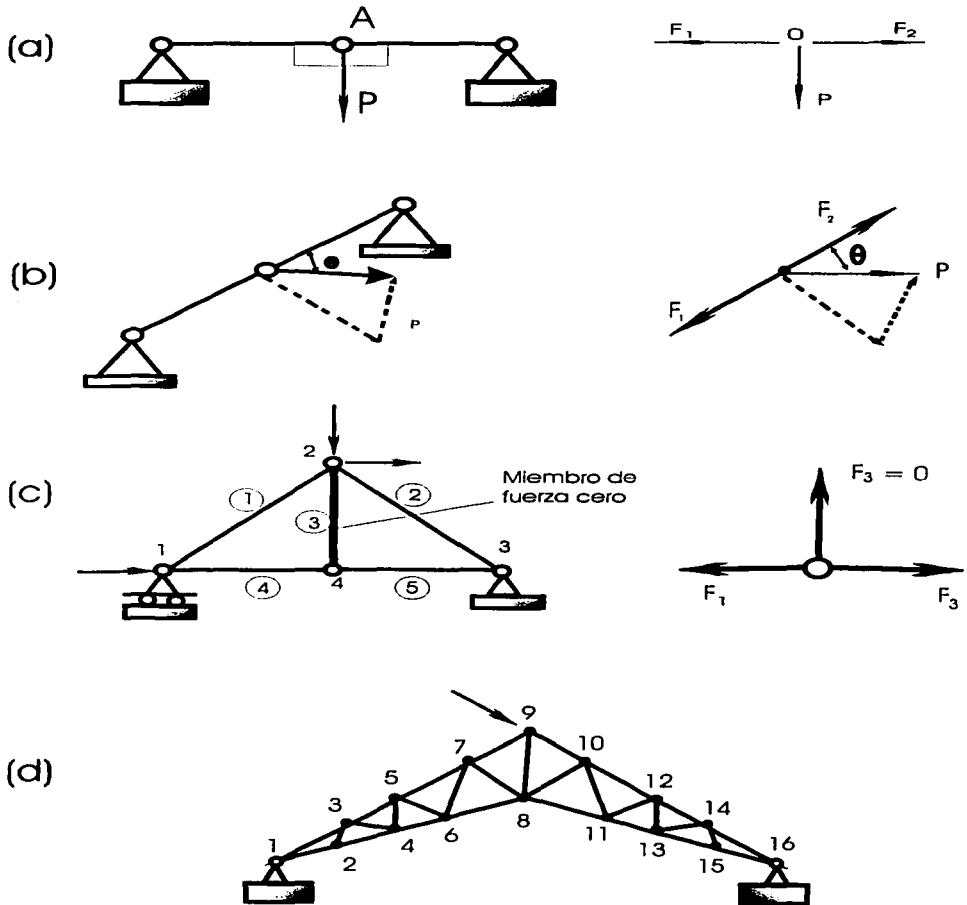 (a)
A
P
F₁
O
F₂
P
(b)
θ
P
F₂
θ
P
F₁
(c)
2
1
2
3
Miembro de
fuerza cero
1
3
4
4
5
F₃ = 0
F₁
F₃
(d)
9
7
10
5
12
3
14
1
2
4
6
8
11
13
15
16